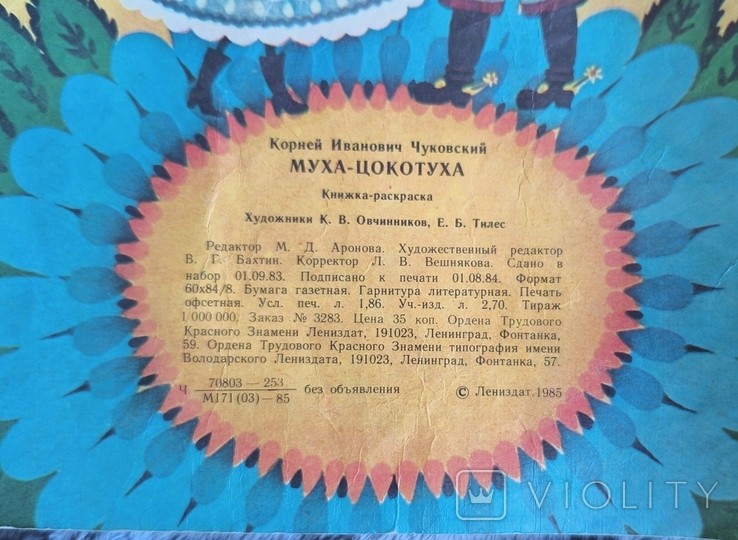 Корней Иванович Чуковский
МУХА-ЦОКОТУХА
Книжка-раскраска
Художники К. В. Овчинников, Е. Б. Тилес
Редактор М. Д. Аронова. Художественный редактор
В. Г. Бахтин. Корректор Л. В. Вешнякова. Сдано в
набор 01.09.83. Подписано к печати 01.08.84. Формат
60х84/8. Бумага газетная. Гарнитура литературная. Печать
офсетная. Усл. печ. л. 1,86. Уч.-изд. л. 2,70. Тираж
1 000 000, Заказ № 3283. Цена 35 коп. Ордена Трудового
Красного Знамени Лениздат, 191023, Ленинград, Фонтанка,
59. Ордена Трудового Красного Знамени типография имени
Володарского Лениздата, 191023, Ленинград, Фонтанка, 57.
Ч 70803 — 253
М171 (03) — 85 без объявления
© Лениздат, 1985
VIOLITY